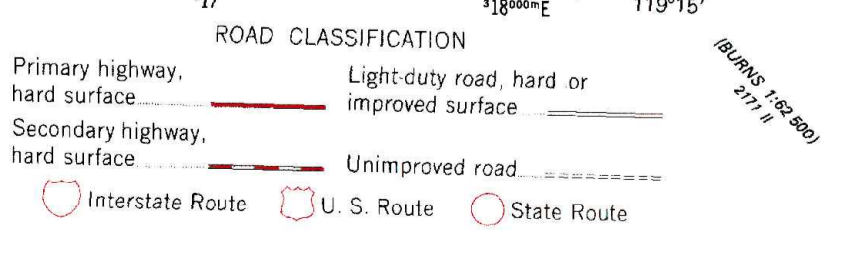 ³17
³18⁰⁰⁰ᵐE
119°15′
ROAD CLASSIFICATION
Primary highway,
hard surface
Light-duty road, hard or
improved surface
Secondary highway,
hard surface
Unimproved road
Interstate Route
U. S. Route
State Route
(BURNS 1:62 500)
2171 II